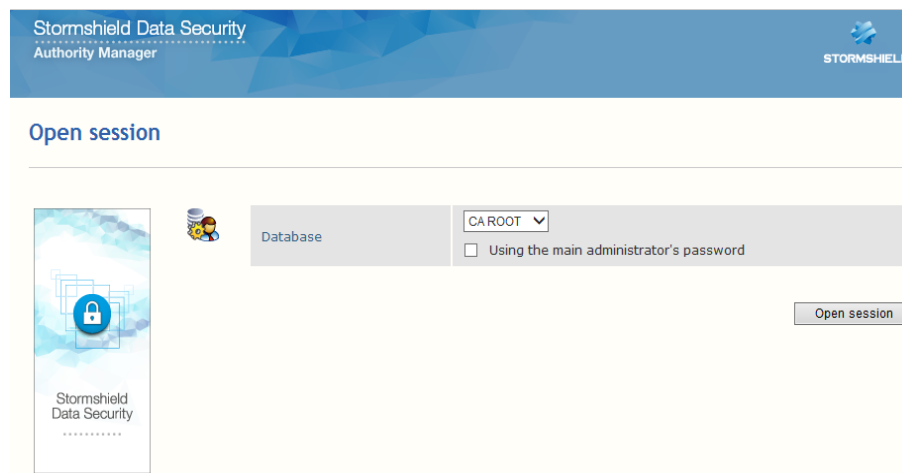 Stormshield Data Security
Authority Manager
STORMSHIEL
Open session
Database
CA ROOT
Using the main administrator's password
Open session
Stormshield
Data Security